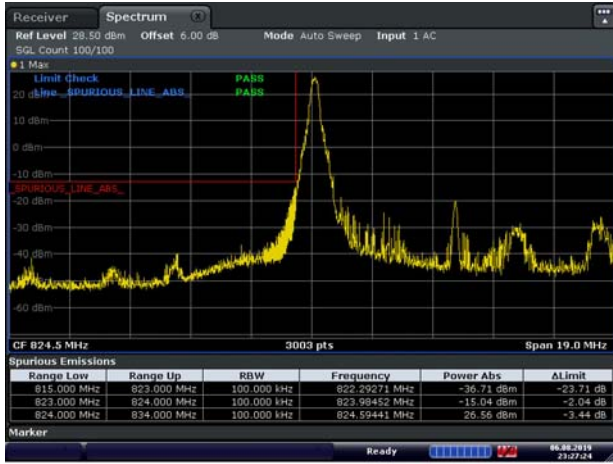 Receiver Spectrum
Ref Level 28.50 dBm Offset 6.00 dB Mode Auto Sweep Input 1 AC
SGL Count 100/100
1 Max
Limit Check PASS
20 dBm Line _SPURIOUS_LINE_ABS_ PASS
10 dBm
0 dBm
-10 dBm
_SPURIOUS_LINE_ABS_
-20 dBm
-30 dBm
-40 dBm
-60 dBm
CF 824.5 MHz 3003 pts Span 19.0 MHz
Spurious Emissions
Range Low Range Up RBW Frequency Power Abs ΔLimit
815.000 MHz 823.000 MHz 100.000 kHz 822.29271 MHz -36.71 dBm -23.71 dB
823.000 MHz 824.000 MHz 100.000 kHz 823.98452 MHz -15.04 dBm -2.04 dB
824.000 MHz 834.000 MHz 100.000 kHz 824.59441 MHz 26.56 dBm -3.44 dB
Marker
Ready 06.08.2019
23:27:24